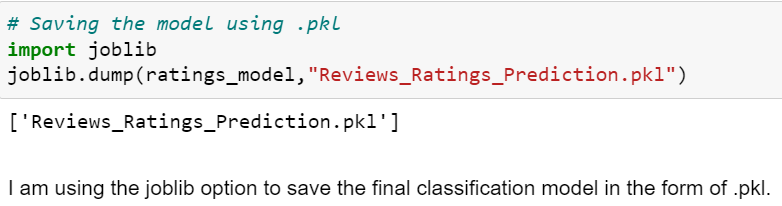 # Saving the model using .pkl
import joblib
joblib.dump(ratings_model,"Reviews_Ratings_Prediction.pkl")
['Reviews_Ratings_Prediction.pkl']
I am using the joblib option to save the final classification model in the form of .pkl.